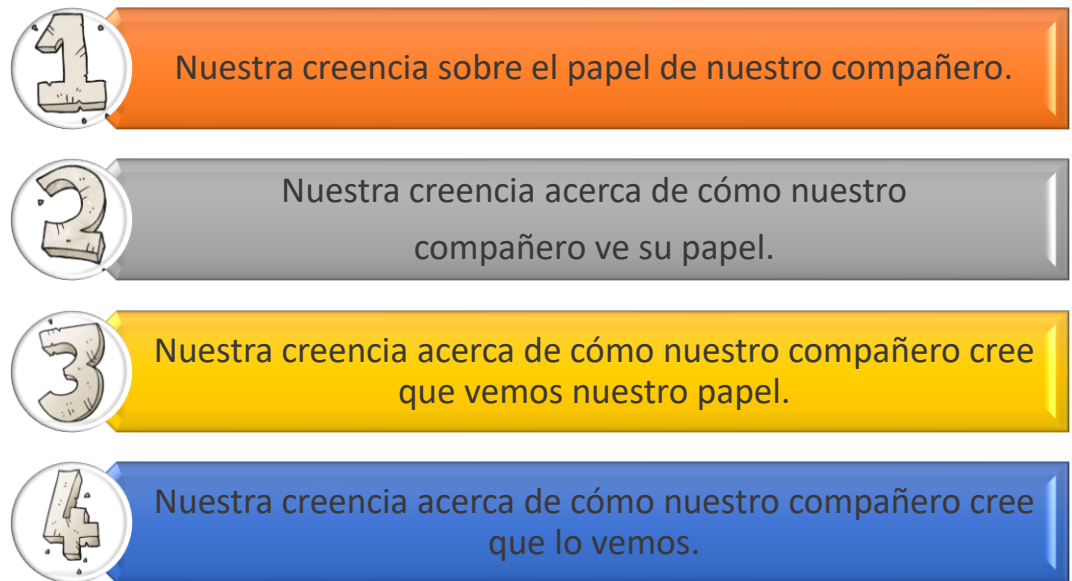 1
Nuestra creencia sobre el papel de nuestro compañero.
2
Nuestra creencia acerca de cómo nuestro
compañero ve su papel.
3
Nuestra creencia acerca de cómo nuestro compañero cree
que vemos nuestro papel.
4
Nuestra creencia acerca de cómo nuestro compañero cree
que lo vemos.